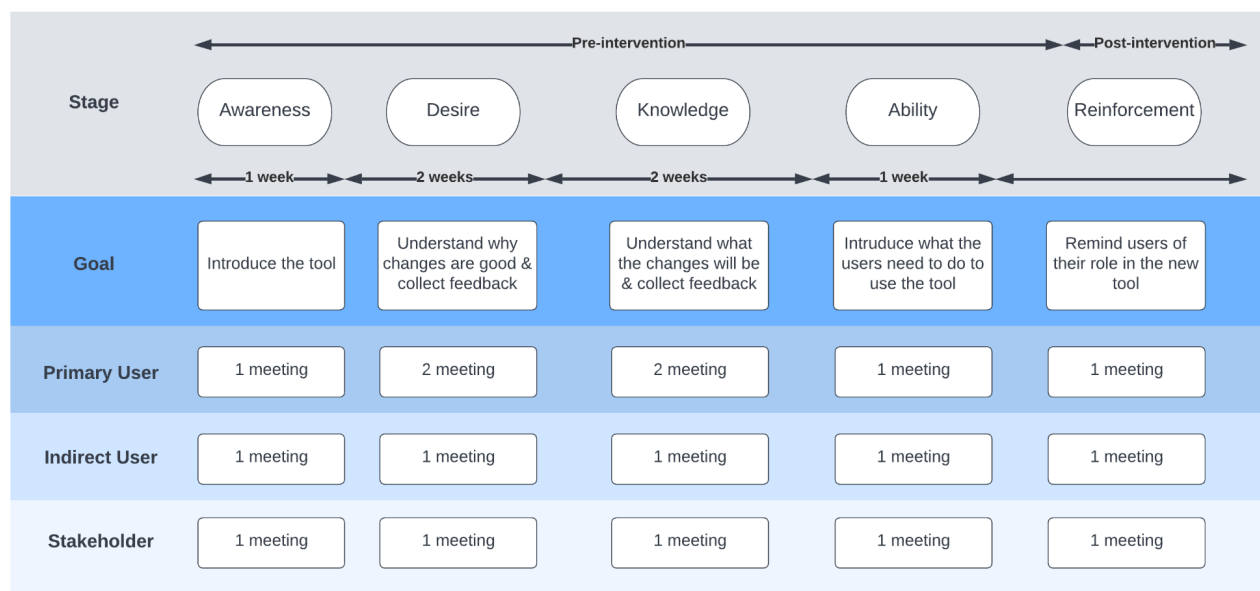 Pre-intervention
Post-intervention
Stage
Awareness
Desire
Knowledge
Ability
Reinforcement
1 week
2 weeks
2 weeks
1 week
Goal
Introduce the tool
Understand why
changes are good &
collect feedback
Understand what
the changes will be
& collect feedback
Intruduce what the
users need to do to
use the tool
Remind users of
their role in the new
tool
Primary User
1 meeting
2 meeting
2 meeting
1 meeting
1 meeting
Indirect User
1 meeting
1 meeting
1 meeting
1 meeting
1 meeting
Stakeholder
1 meeting
1 meeting
1 meeting
1 meeting
1 meeting